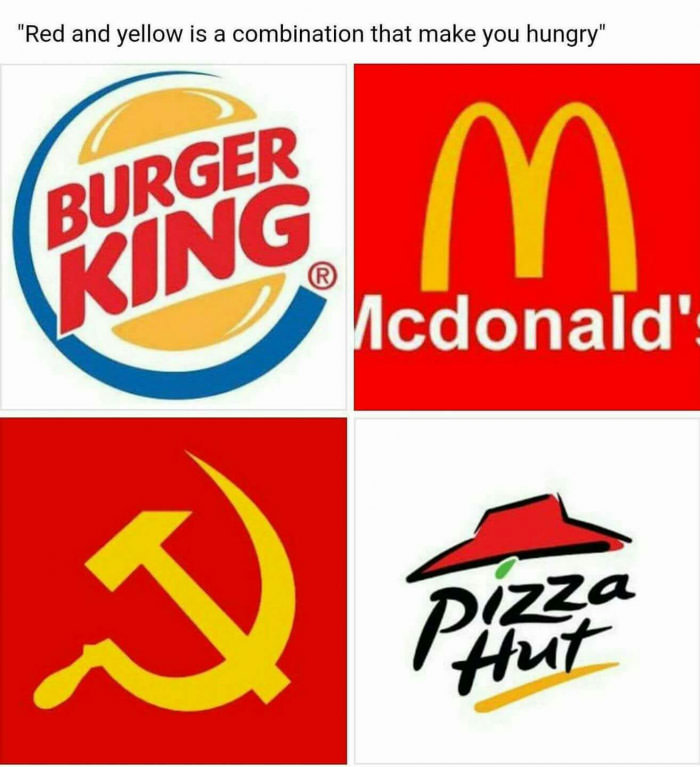 "Red and yellow is a combination that make you hungry"
BURGER
KING
®
M
Mcdonald's
Pizza
Hut